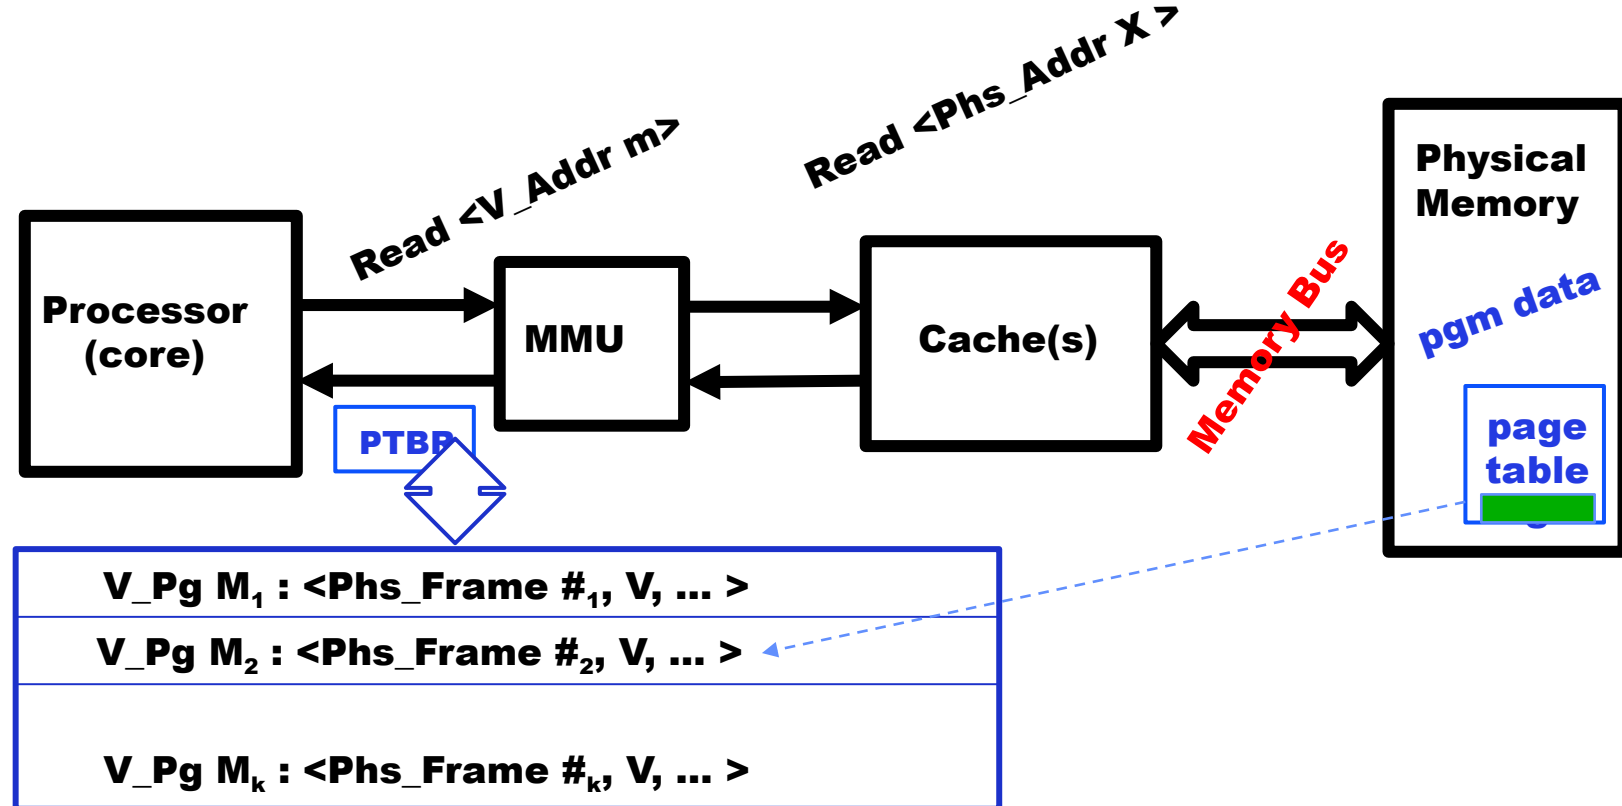 Read <V_Addr m>
Read <Phs_Addr X >
Processor
(core)
MMU
Cache(s)
Memory Bus
Physical
Memory
pgm data
page
table
PTBR
V_Pg M₁ : <Phs_Frame #₁, V, ... >
V_Pg M₂ : <Phs_Frame #₂, V, ... >
V_Pg Mₖ : <Phs_Frame #ₖ, V, ... >